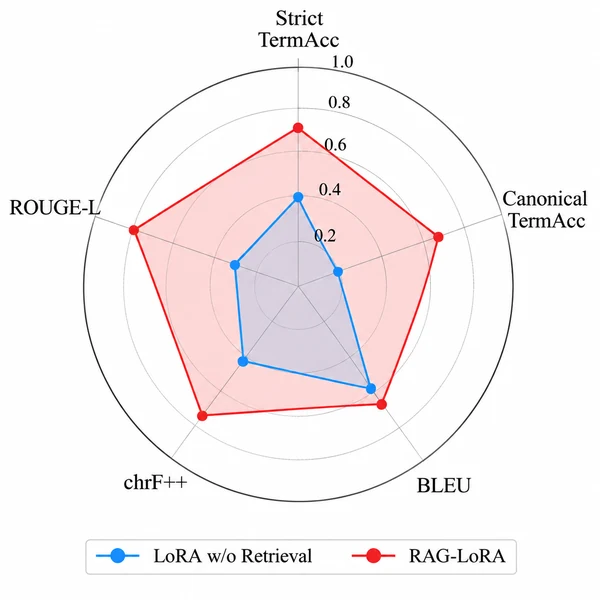 Strict
TermAcc
1.0
0.8
0.6
0.4
0.2
Canonical
TermAcc
ROUGE-L
chrF++
BLEU
LoRA w/o Retrieval
RAG-LoRA